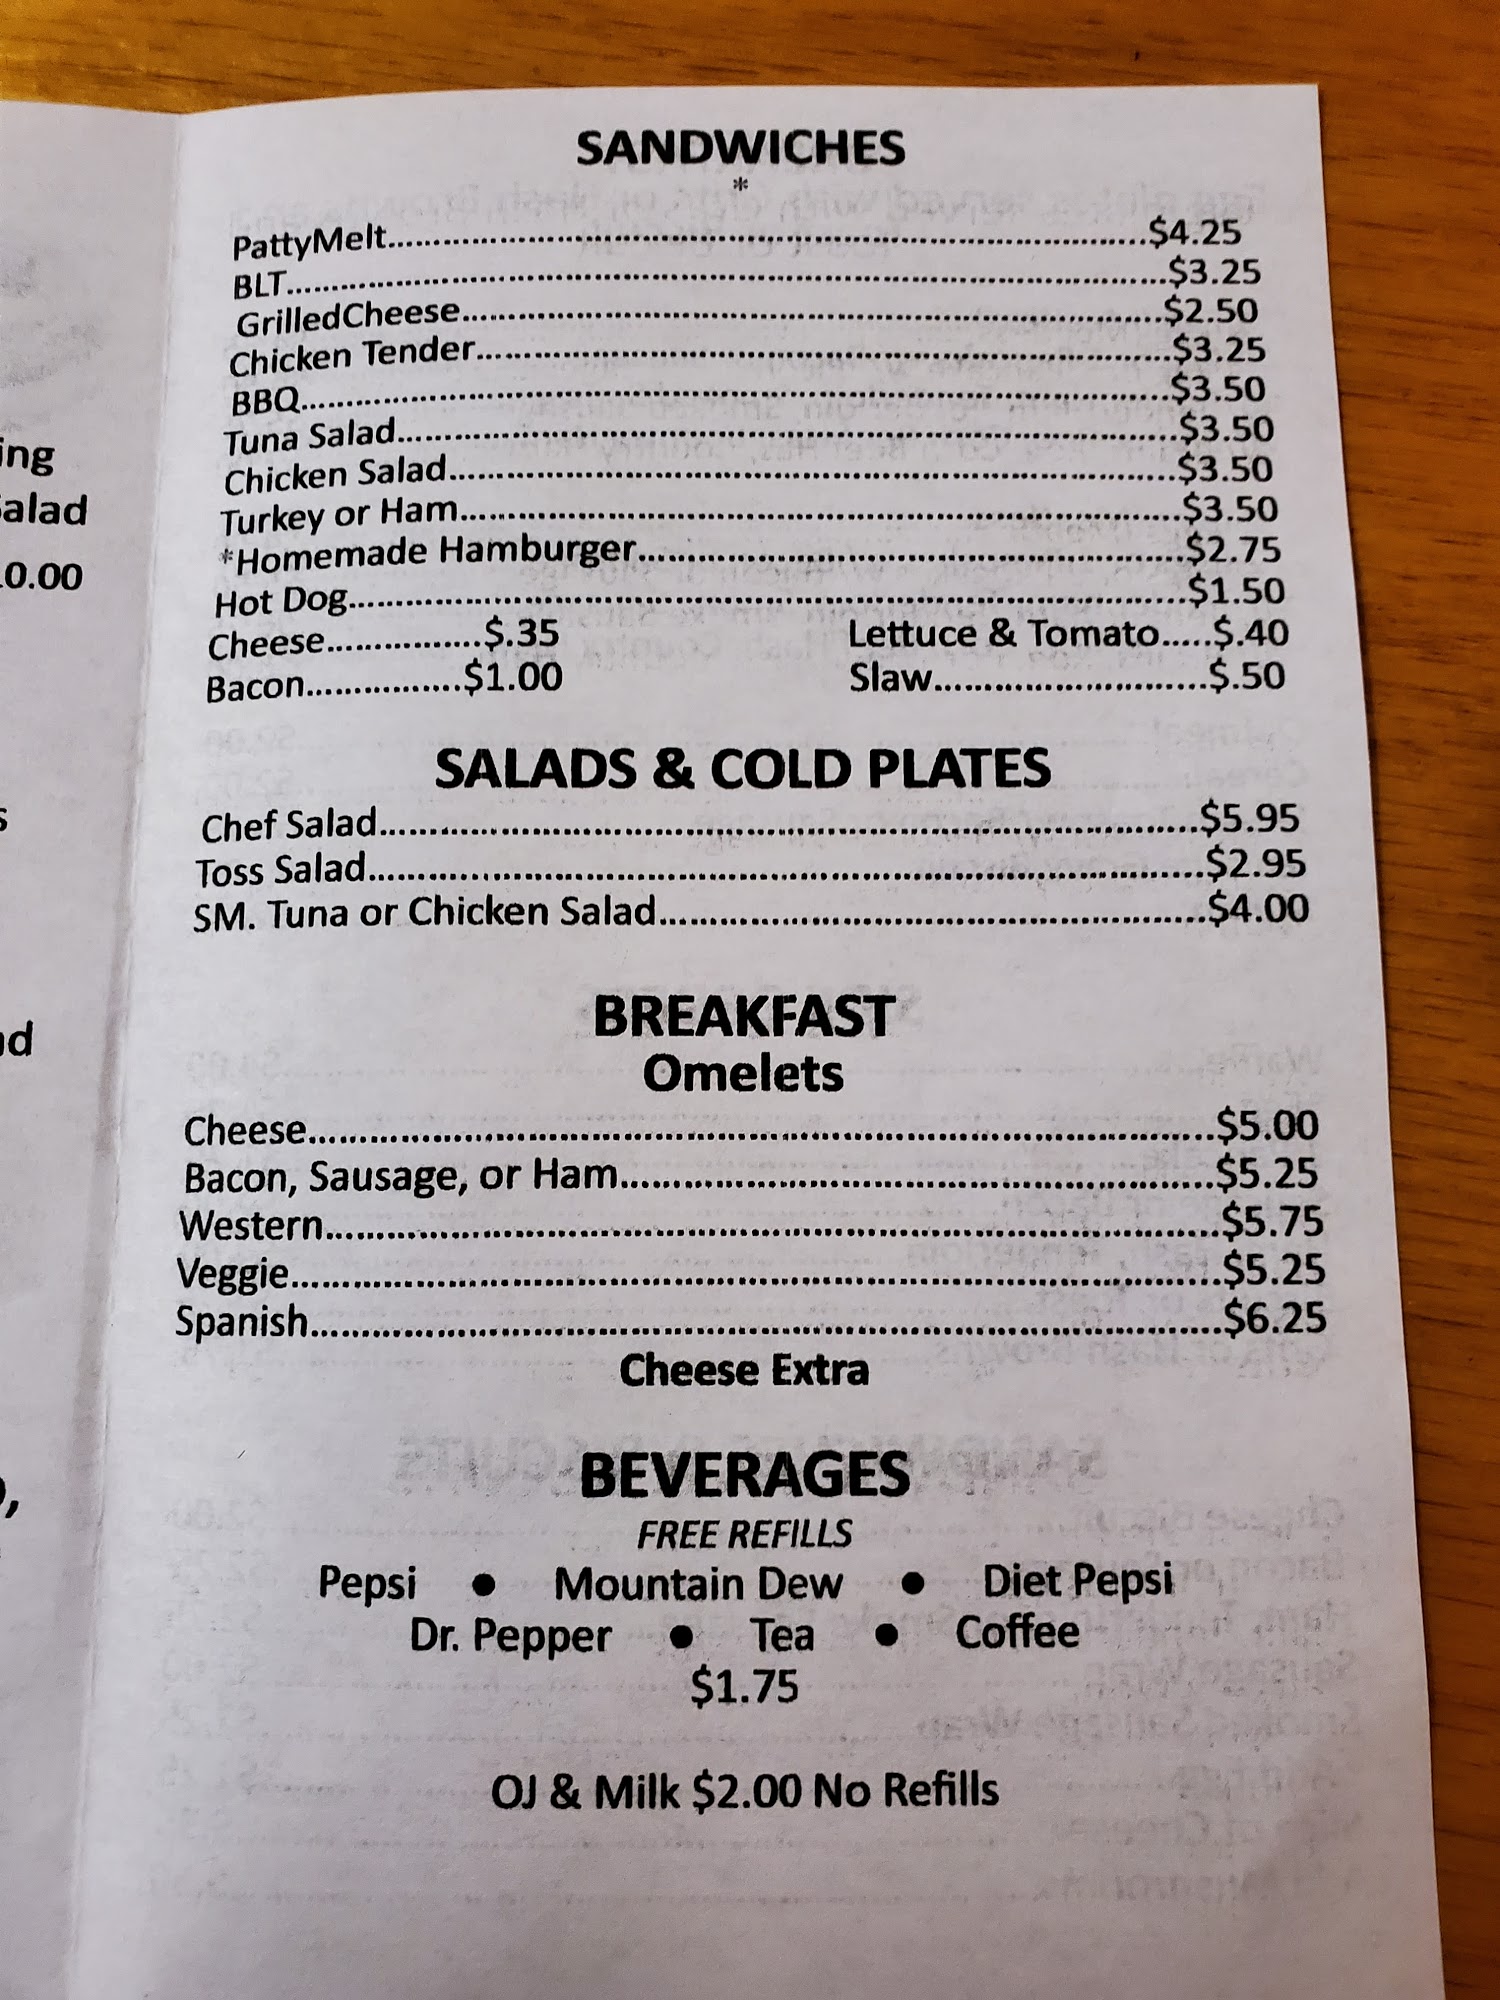 SANDWICHES
*
PattyMelt....................$4.25
BLT....................$3.25
GrilledCheese....................$2.50
Chicken Tender....................$3.25
BBQ....................$3.50
Tuna Salad....................$3.50
Chicken Salad....................$3.50
Turkey or Ham....................$3.50
*Homemade Hamburger....................$2.75
Hot Dog....................$1.50
Cheese................$.35 Lettuce & Tomato.....$.40
Bacon................$1.00 Slaw..........................$.50
SALADS & COLD PLATES
Chef Salad....................$5.95
Toss Salad....................$2.95
SM. Tuna or Chicken Salad....................$4.00
BREAKFAST
Omelets
Cheese....................$5.00
Bacon, Sausage, or Ham....................$5.25
Western....................$5.75
Veggie....................$5.25
Spanish....................$6.25
Cheese Extra
BEVERAGES
FREE REFILLS
Pepsi ● Mountain Dew ● Diet Pepsi
Dr. Pepper ● Tea ● Coffee
$1.75
OJ & Milk $2.00 No Refills